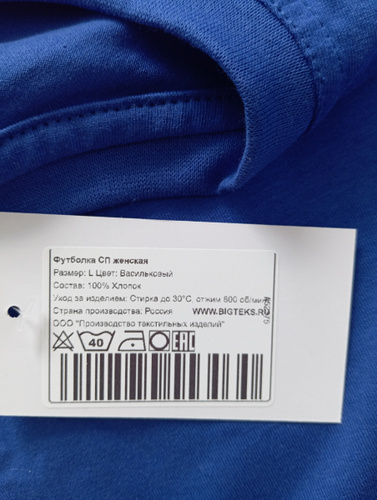 Футболка СП женская
Размер: L Цвет: Васильковый
Состав: 100% Хлопок
Уход за изделием: Стирка до 30°С, отжим 600 об/мин
Страна производства: Россия WWW.BIGTEKS.RU
ООО "Производство текстильных изделий"
40 EAC